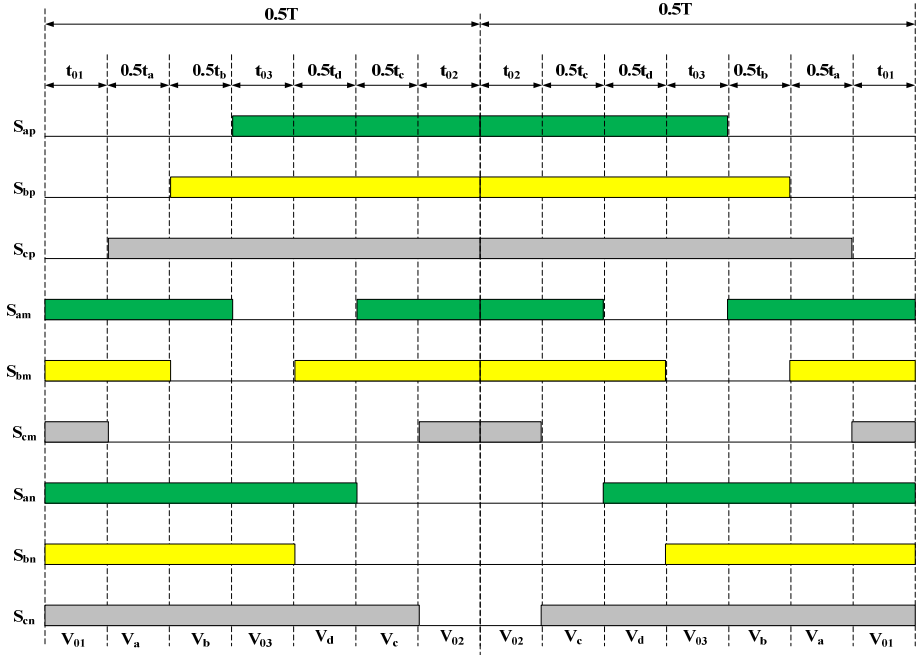 0.5T 0.5T
t01 0.5ta 0.5tb t03 0.5td 0.5tc t02 t02 0.5tc 0.5td t03 0.5tb 0.5ta t01
Sap
Sbp
Scp
Sam
Sbm
Scm
San
Sbn
Scn
V01 Va Vb V03 Vd Vc V02 V02 Vc Vd V03 Vb Va V01